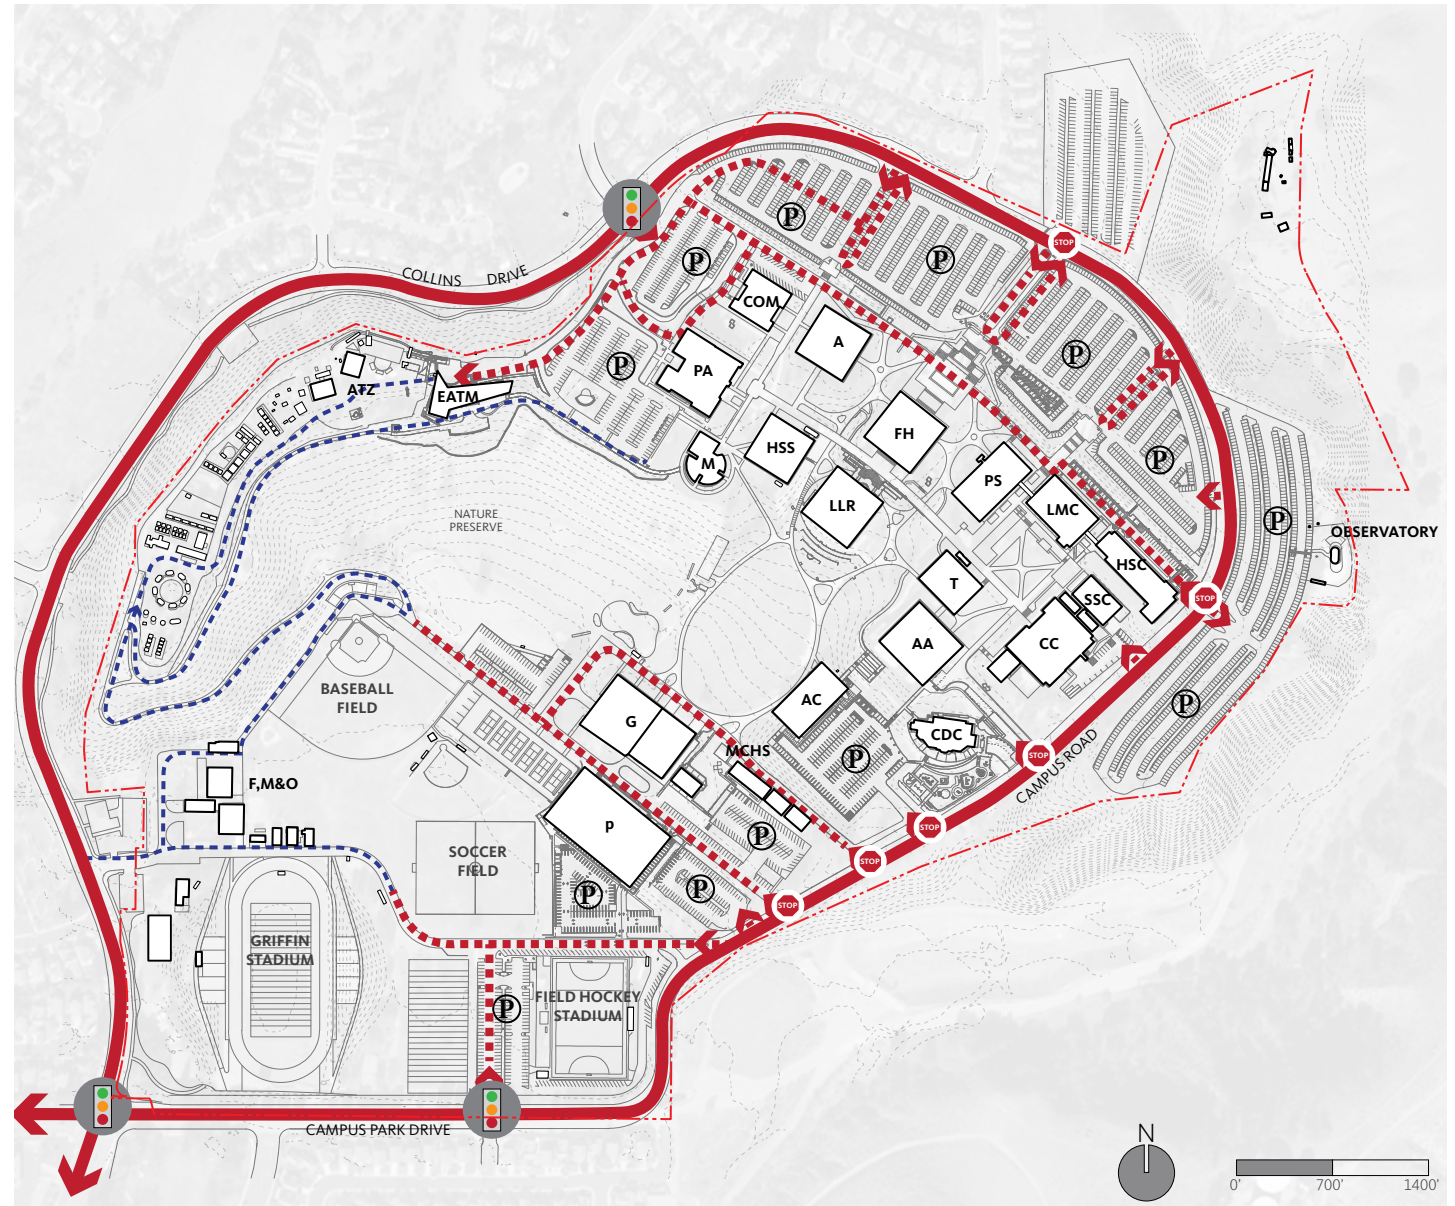 COLLINS DRIVE
STOP
P
P
P
P
P
COM
A
PA
ATZ
EATM
FH
HSS
M
PS
LLR
LMC
P
P
OBSERVATORY
NATURE
PRESERVE
HSC
T
SSC
STOP
AA
CC
BASEBALL
FIELD
AC
P
G
CDC
MCHS
P
STOP
CAMPUS ROAD
F,M&O
P
P
STOP
SOCCER
FIELD
STOP
P
P
STOP
GRIFFIN
STADIUM
P
FIELD HOCKEY
STADIUM
CAMPUS PARK DRIVE
N
0' 700' 1400'